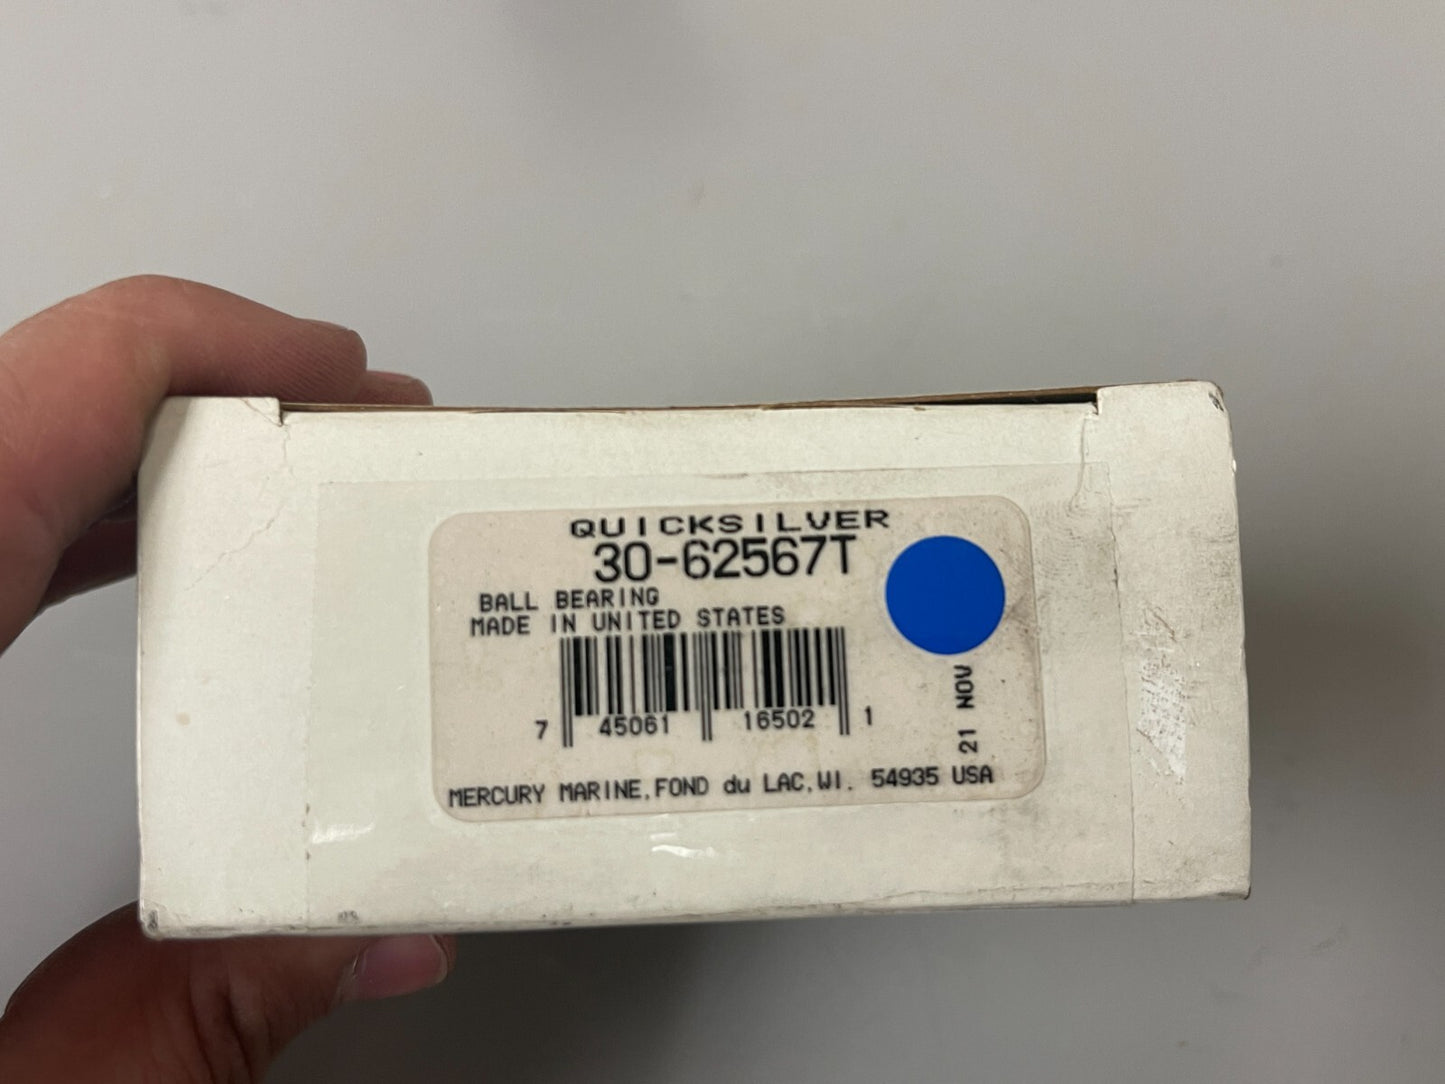 QUICKSILVER
30-62567T
BALL BEARING
MADE IN UNITED STATES
7 45061 16502 1
21 NOV
MERCURY MARINE, FOND du LAC, WI. 54935 USA